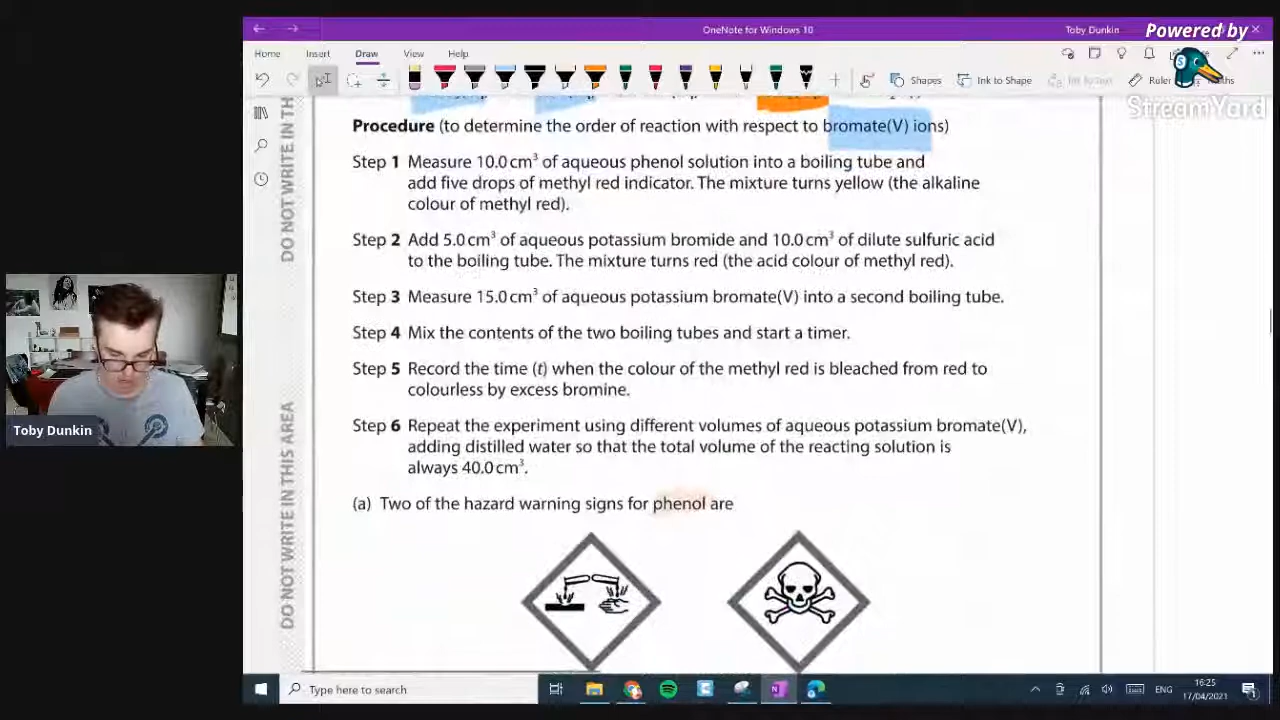 OneNote for Windows 10
Toby Dunkin
Powered by
StreamYard
Home Insert Draw View Help
Shapes Ink to Shape Ink to Text Ruler Maths
Procedure (to determine the order of reaction with respect to bromate(V) ions)
Step 1 Measure 10.0 cm³ of aqueous phenol solution into a boiling tube and
add five drops of methyl red indicator. The mixture turns yellow (the alkaline
colour of methyl red).
Step 2 Add 5.0 cm³ of aqueous potassium bromide and 10.0 cm³ of dilute sulfuric acid
to the boiling tube. The mixture turns red (the acid colour of methyl red).
Step 3 Measure 15.0 cm³ of aqueous potassium bromate(V) into a second boiling tube.
Step 4 Mix the contents of the two boiling tubes and start a timer.
Step 5 Record the time (t) when the colour of the methyl red is bleached from red to
colourless by excess bromine.
Step 6 Repeat the experiment using different volumes of aqueous potassium bromate(V),
adding distilled water so that the total volume of the reacting solution is
always 40.0 cm³.
(a) Two of the hazard warning signs for phenol are
DO NOT WRITE IN TH
DO NOT WRITE IN THIS AREA
Toby Dunkin
Type here to search
ENG
16:25
17/04/2021